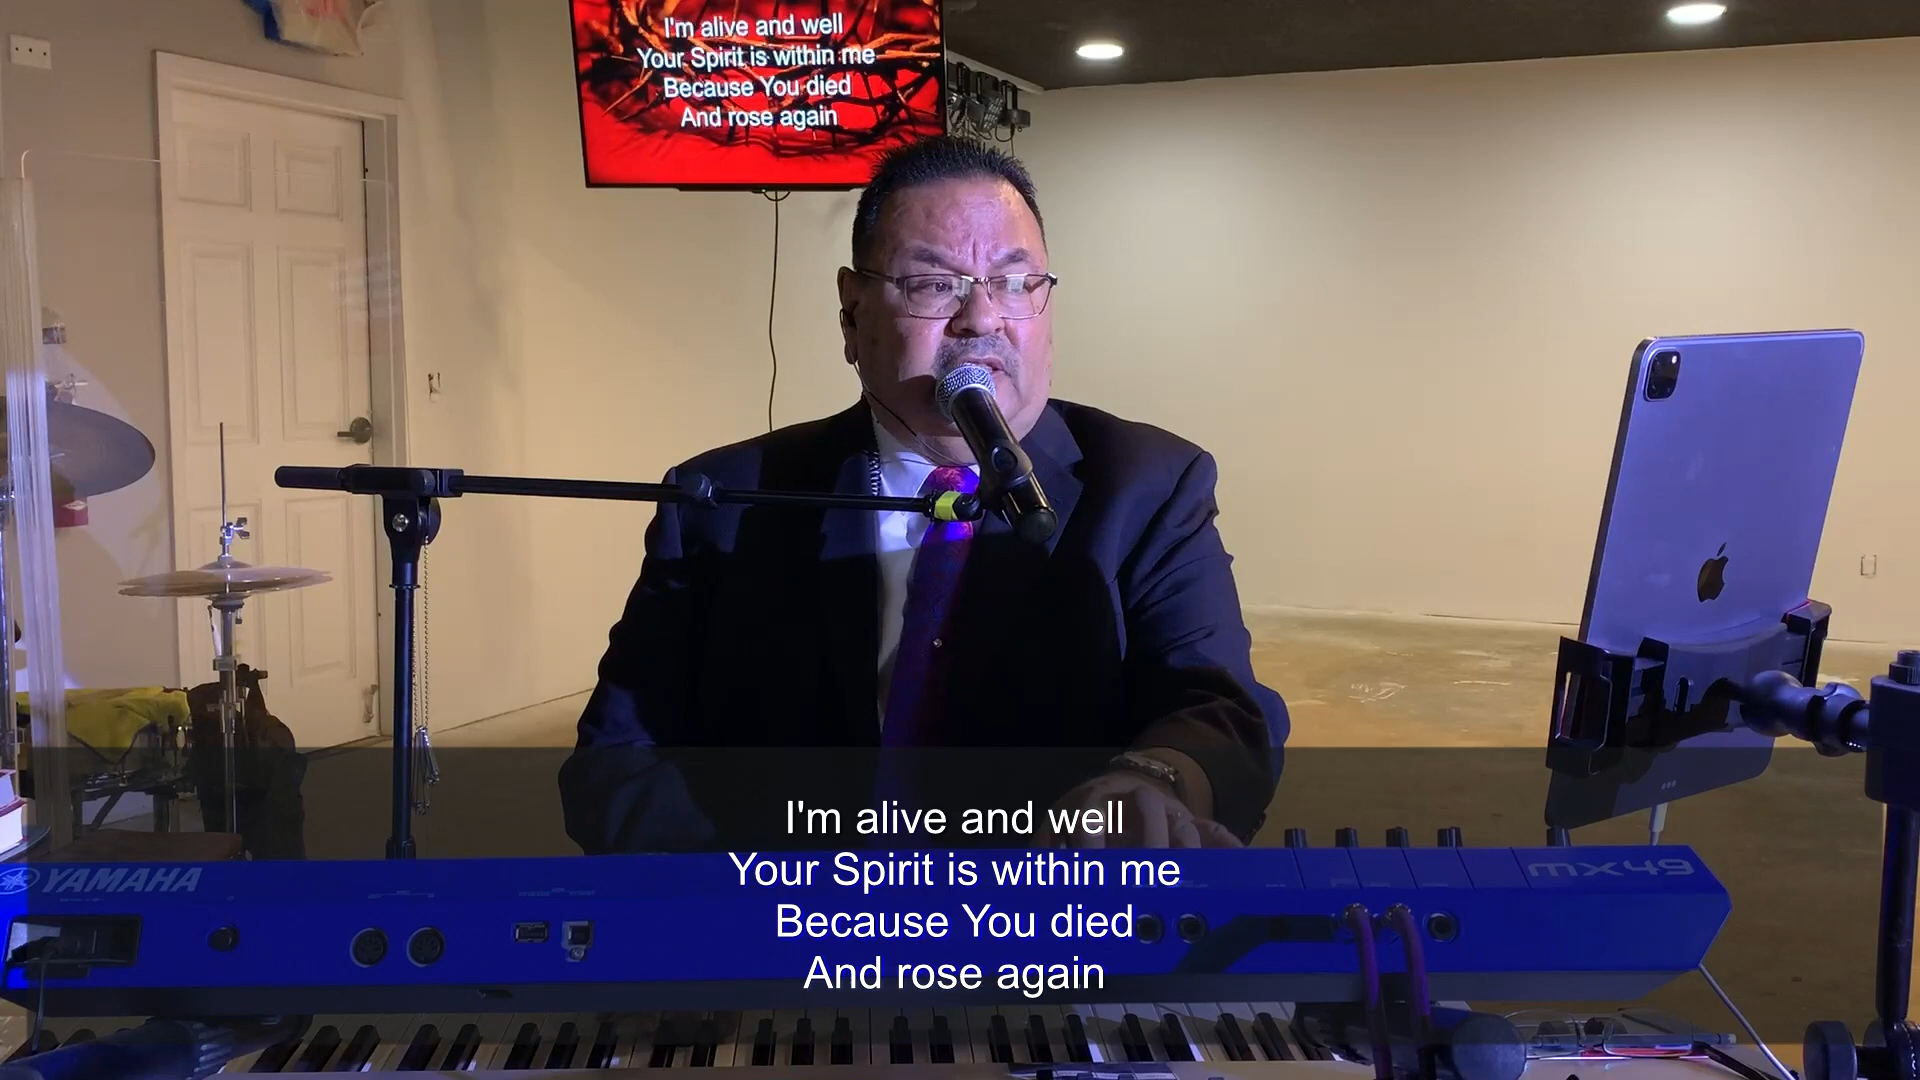 I'm alive and well
Your Spirit is within me
Because You died
And rose again
I'm alive and well
Your Spirit is within me
Because You died
And rose again
YAMAHA
MX49